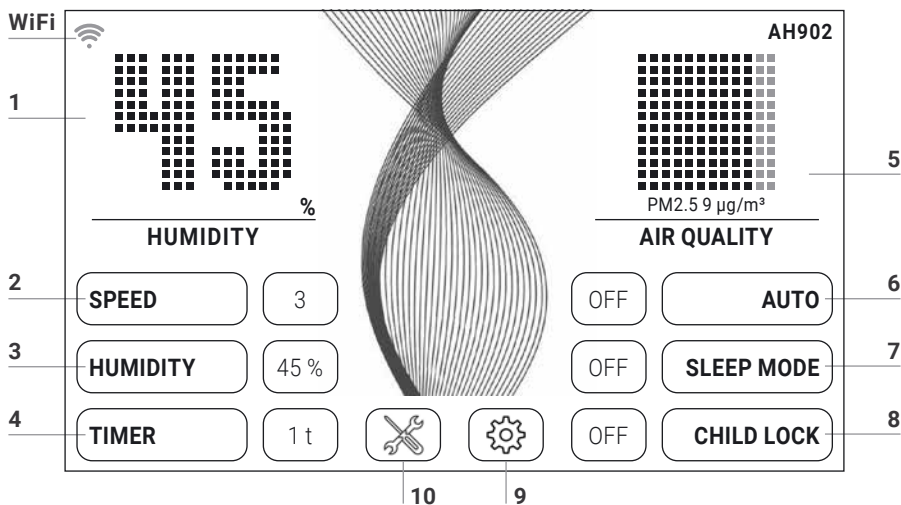 WiFi
AH902
1
45
%
HUMIDITY
5
PM2.5 9 µg/m³
AIR QUALITY
2
SPEED
3
OFF
AUTO
6
3
HUMIDITY
45 %
OFF
SLEEP MODE
7
4
TIMER
1 t
OFF
CHILD LOCK
8
10
9